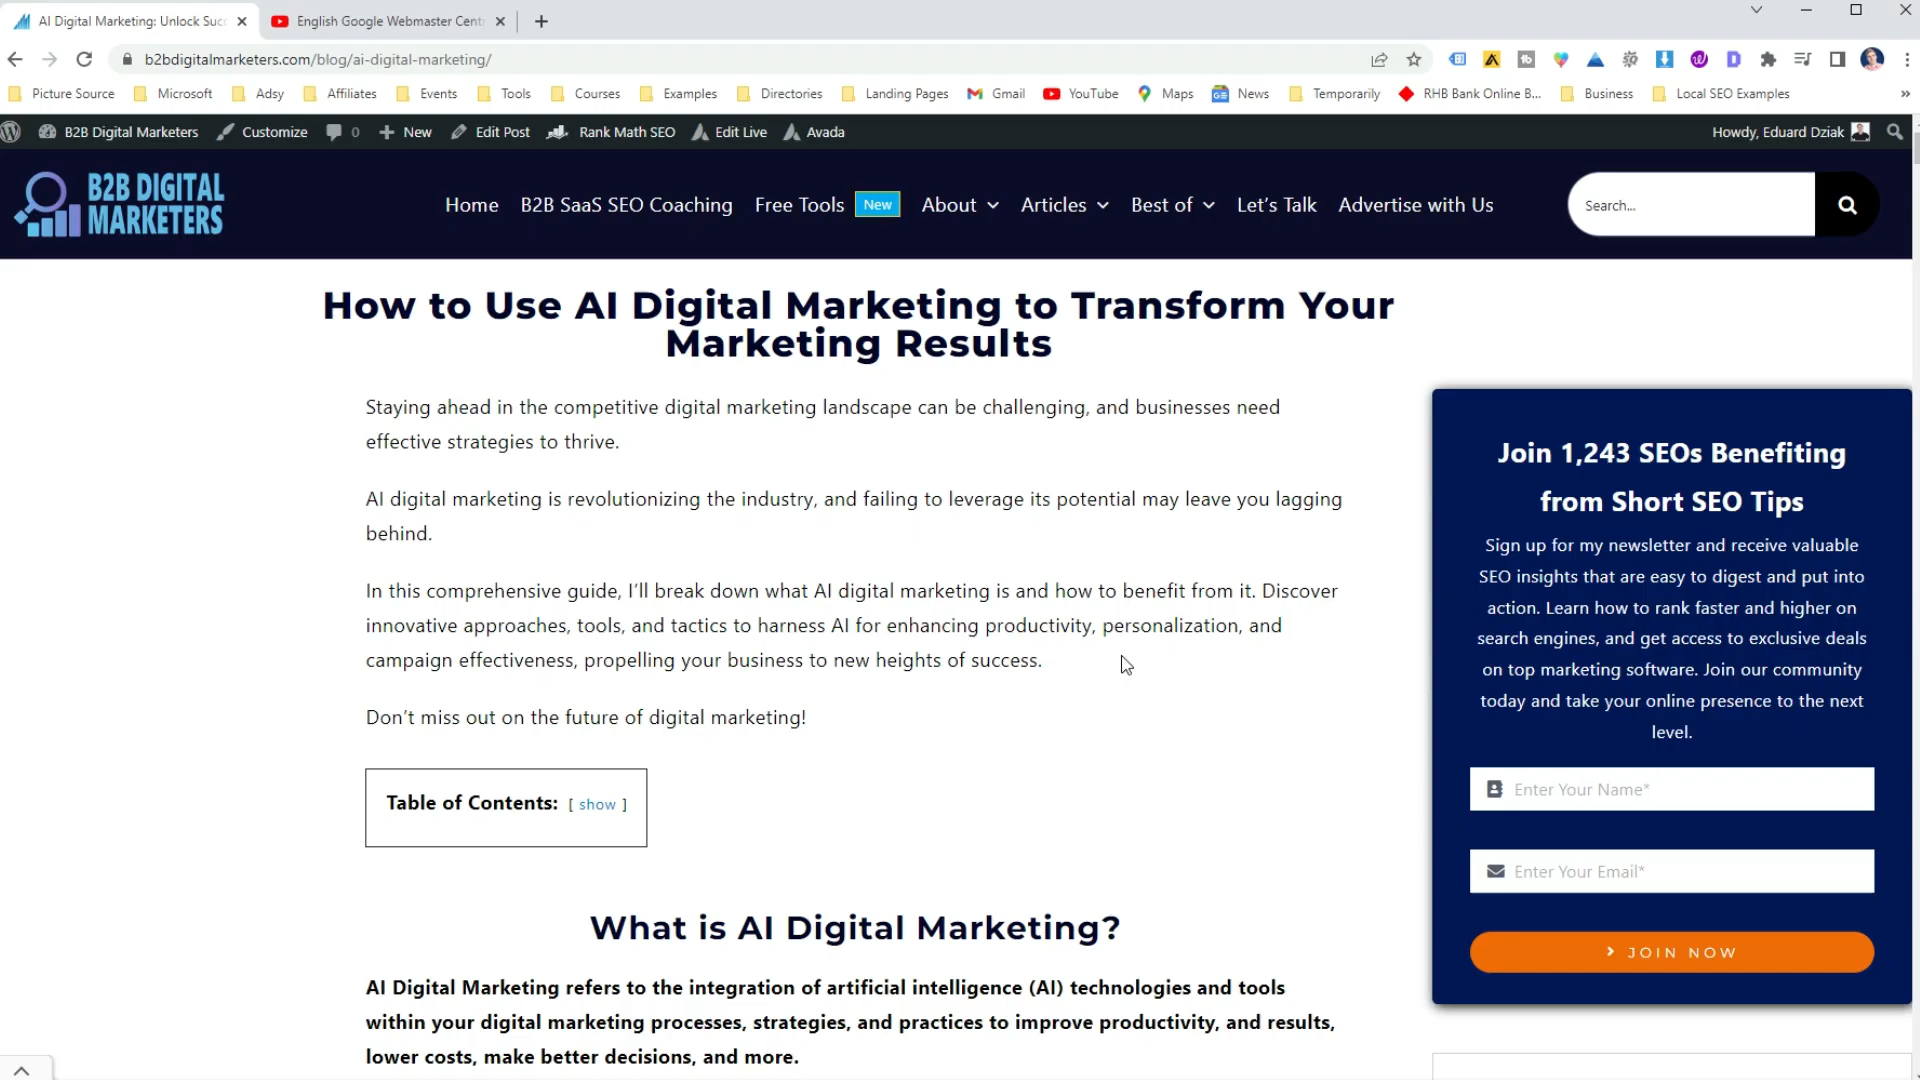 AI Digital Marketing: Unlock Succ
English Google Webmaster Cent
b2bdigitalmarketers.com/blog/ai-digital-marketing/
Picture Source
Microsoft
Adsy
Affiliates
Events
Tools
Courses
Examples
Directories
Landing Pages
Gmail
YouTube
Maps
News
Temporarily
RHB Bank Online B...
Business
Local SEO Examples
»
B2B Digital Marketers
Customize
0
New
Edit Post
Rank Math SEO
Edit Live
Avada
Howdy, Eduard Dziak
B2B DIGITAL
MARKETERS
Home
B2B SaaS SEO Coaching
Free Tools
New
About
Articles
Best of
Let’s Talk
Advertise with Us
Search...
How to Use AI Digital Marketing to Transform Your
Marketing Results
Staying ahead in the competitive digital marketing landscape can be challenging, and businesses need
effective strategies to thrive.
AI digital marketing is revolutionizing the industry, and failing to leverage its potential may leave you lagging
behind.
In this comprehensive guide, I’ll break down what AI digital marketing is and how to benefit from it. Discover
innovative approaches, tools, and tactics to harness AI for enhancing productivity, personalization, and
campaign effectiveness, propelling your business to new heights of success.
Don’t miss out on the future of digital marketing!
Table of Contents: [ show ]
What is AI Digital Marketing?
AI Digital Marketing refers to the integration of artificial intelligence (AI) technologies and tools
within your digital marketing processes, strategies, and practices to improve productivity, and results,
lower costs, make better decisions, and more.
Join 1,243 SEOs Benefiting
from Short SEO Tips
Sign up for my newsletter and receive valuable
SEO insights that are easy to digest and put into
action. Learn how to rank faster and higher on
search engines, and get access to exclusive deals
on top marketing software. Join our community
today and take your online presence to the next
level.
Enter Your Name*
Enter Your Email*
JOIN NOW